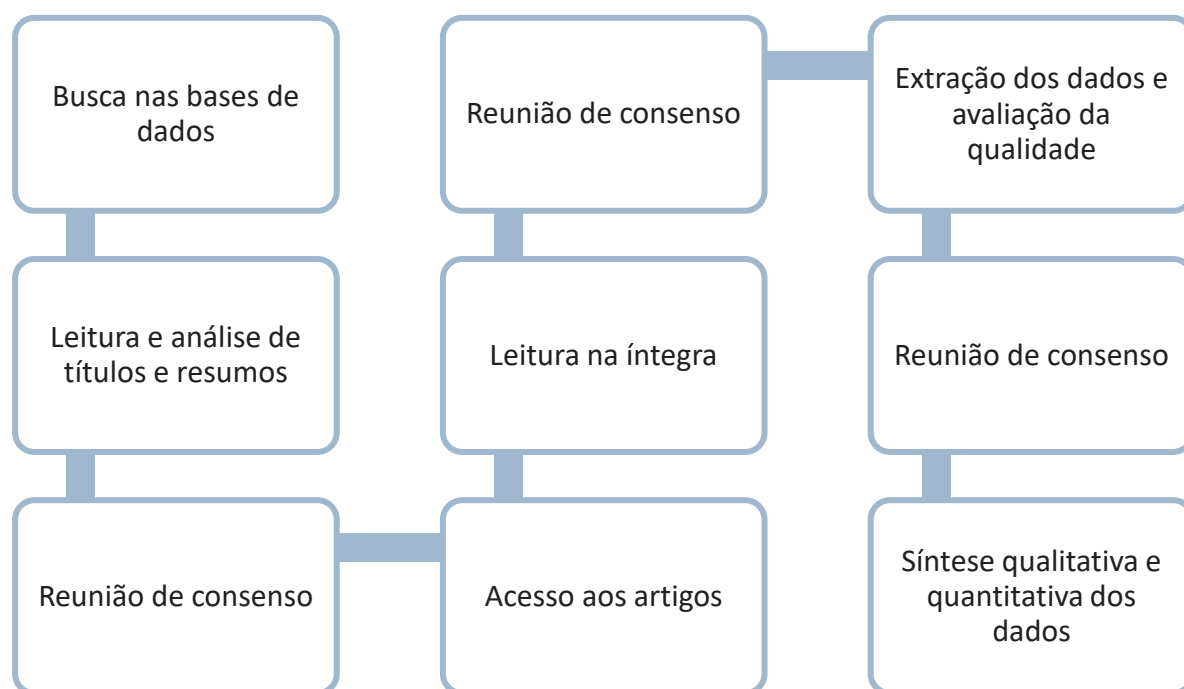 Busca nas bases de
dados
Leitura e análise de
títulos e resumos
Reunião de consenso
Acesso aos artigos
Leitura na íntegra
Reunião de consenso
Extração dos dados e
avaliação da
qualidade
Reunião de consenso
Síntese qualitativa e
quantitativa dos
dados